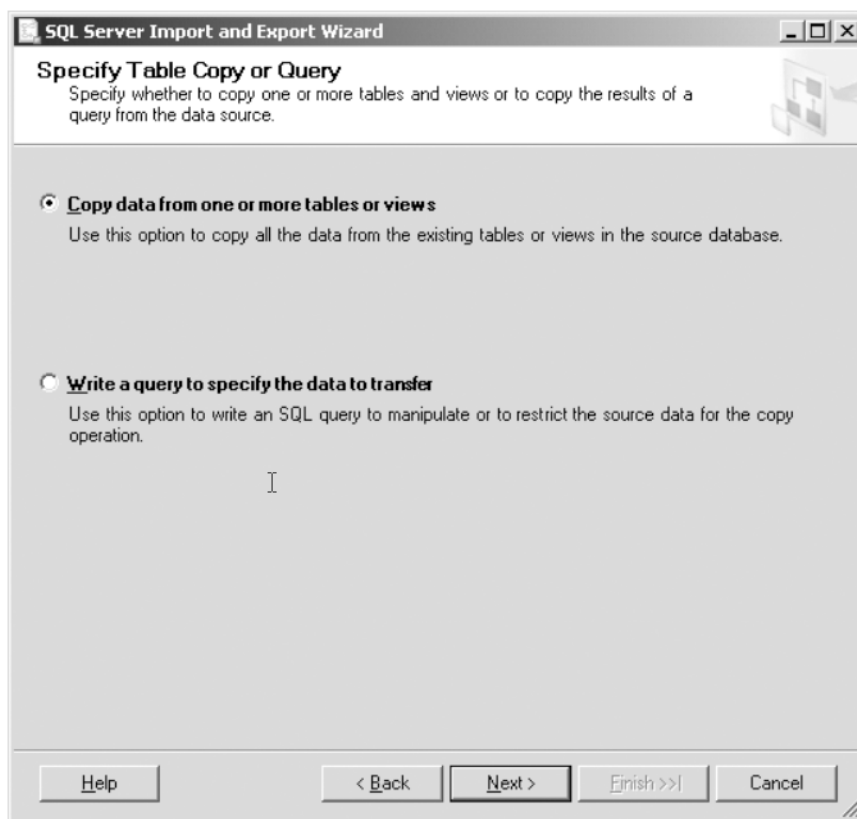 SQL Server Import and Export Wizard
Specify Table Copy or Query
Specify whether to copy one or more tables and views or to copy the results of a
query from the data source.
Copy data from one or more tables or views
Use this option to copy all the data from the existing tables or views in the source database.
Write a query to specify the data to transfer
Use this option to write an SQL query to manipulate or to restrict the source data for the copy
operation.
Help < Back Next > Finish >>| Cancel